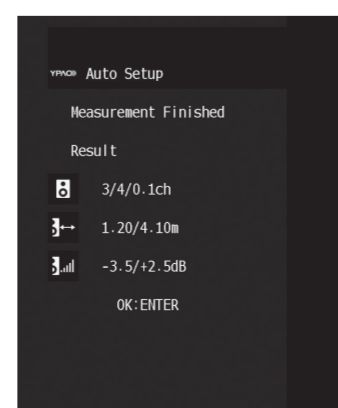 YPAO Auto Setup
Measurement Finished
Result
3/4/0.1ch
1.20/4.10m
-3.5/+2.5dB
OK:ENTER